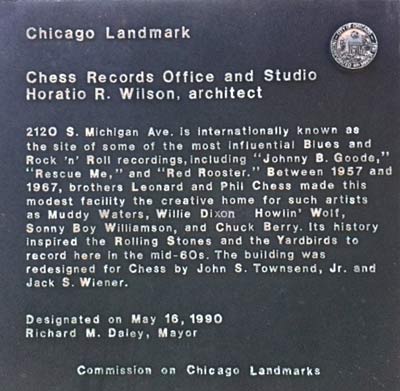 Chicago Landmark
Chess Records Office and Studio
Horatio R. Wilson, architect
2120 S. Michigan Ave. is internationally known as
the site of some of the most influential Blues and
Rock 'n' Roll recordings, including "Johnny B. Goode,"
"Rescue Me," and "Red Rooster." Between 1957 and
1967, brothers Leonard and Phil Chess made this
modest facility the creative home for such artists
as Muddy Waters, Willie Dixon Howlin' Wolf,
Sonny Boy Williamson, and Chuck Berry. Its history
inspired the Rolling Stones and the Yardbirds to
record here in the mid-60s. The building was
redesigned for Chess by John S. Townsend, Jr. and
Jack S. Wiener.
Designated on May 16, 1990
Richard M. Daley, Mayor
Commission on Chicago Landmarks